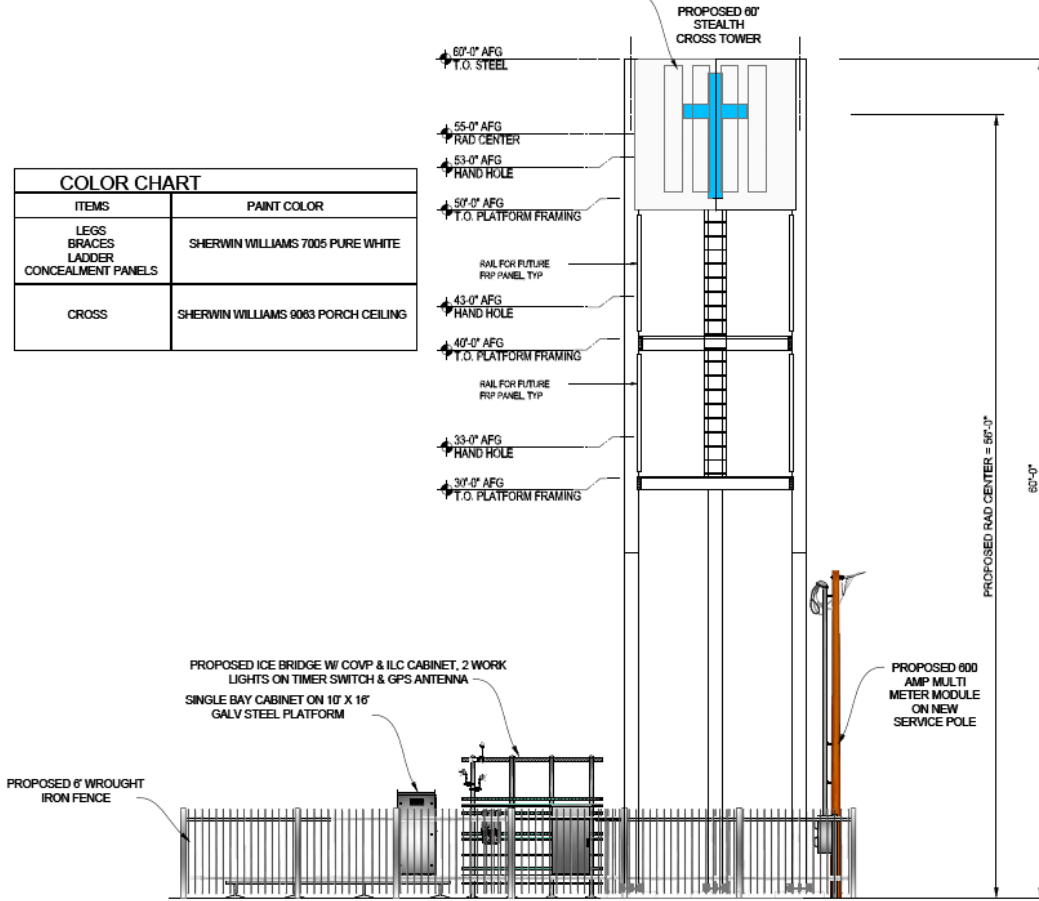 PROPOSED 60'
STEALTH
CROSS TOWER
60'-0" AFG
T.O. STEEL
55-0" AFG
RAD CENTER
53-0" AFG
HAND HOLE
50'-0" AFG
T.O. PLATFORM FRAMING
COLOR CHART
ITEMS PAINT COLOR
LEGS
BRACES
LADDER
CONCEALMENT PANELS
SHERWIN WILLIAMS 7005 PURE WHITE
CROSS SHERWIN WILLIAMS 9063 PORCH CEILING
RAIL FOR FUTURE
FRP PANEL TYP
43-0" AFG
HAND HOLE
40'-0" AFG
T.O. PLATFORM FRAMING
RAIL FOR FUTURE
FRP PANEL TYP
33-0" AFG
HAND HOLE
30'-0" AFG
T.O. PLATFORM FRAMING
PROPOSED RAD CENTER = 56'-0"
60'-0"
PROPOSED ICE BRIDGE W/ COVP & ILC CABINET, 2 WORK
LIGHTS ON TIMER SWITCH & GPS ANTENNA
SINGLE BAY CABINET ON 10' X 16'
GALV STEEL PLATFORM
PROPOSED 6' WROUGHT
IRON FENCE
PROPOSED 600
AMP MULTI
METER MODULE
ON NEW
SERVICE POLE